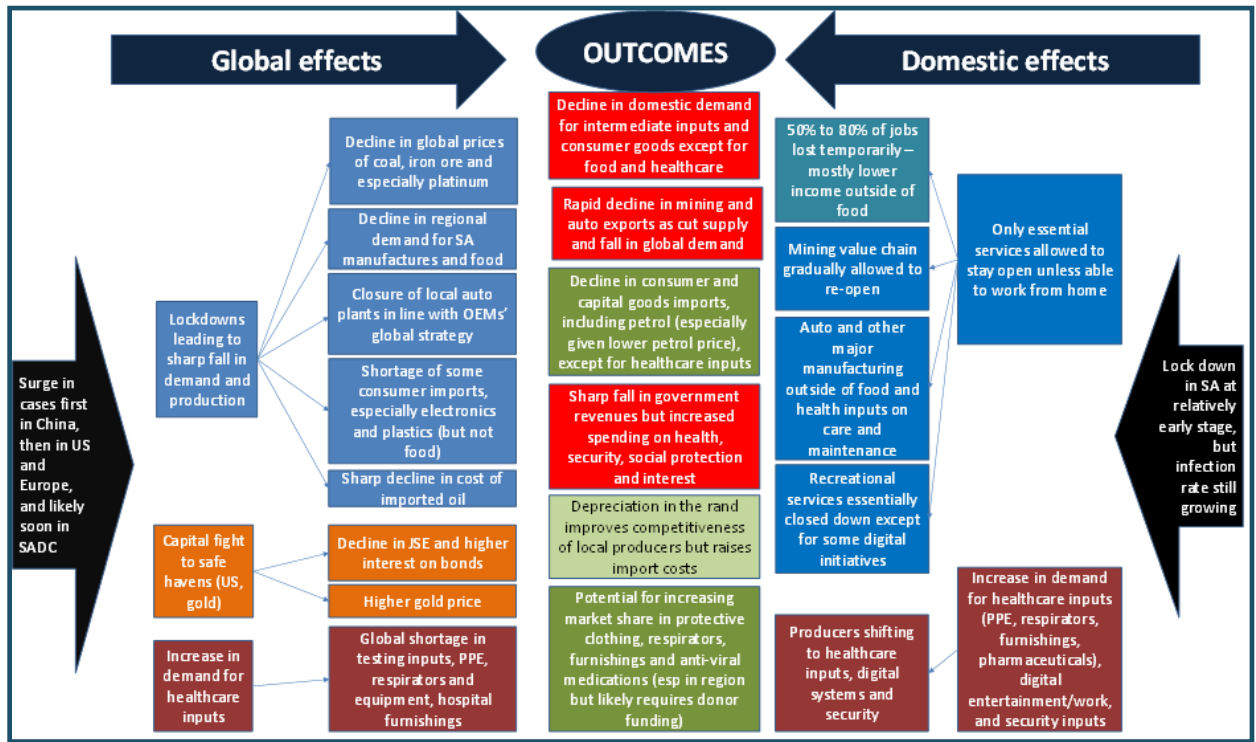 Global effects
OUTCOMES
Domestic effects
Surge in
cases first
in China,
then in US
and
Europe,
and likely
soon in
SADC
Lockdowns
leading to
sharp fall in
demand and
production
Capital fight
to safe
havens (US,
gold)
Increase in
demand for
healthcare
inputs
Decline in global prices
of coal, iron ore and
especially platinum
Decline in regional
demand for SA
manufactures and food
Closure of local auto
plants in line with OEMs'
global strategy
Shortage of some
consumer imports,
especially electronics
and plastics (but not
food)
Sharp decline in cost of
imported oil
Decline in JSE and higher
interest on bonds
Higher gold price
Global shortage in
testing inputs, PPE,
respirators and
equipment, hospital
furnishings
Decline in domestic demand
for intermediate inputs and
consumer goods except for
food and healthcare
Rapid decline in mining and
auto exports as cut supply
and fall in global demand
Decline in consumer and
capital goods imports,
including petrol (especially
given lower petrol price),
except for healthcare inputs
Sharp fall in government
revenues but increased
spending on health,
security, social protection
and interest
Depreciation in the rand
improves competitiveness
of local producers but raises
import costs
Potential for increasing
market share in protective
clothing, respirators,
furnishings and anti-viral
medications (esp in region
but likely requires donor
funding)
50% to 80% of jobs
lost temporarily –
mostly lower
income outside of
food
Mining value chain
gradually allowed to
re-open
Auto and other
major
manufacturing
outside of food and
health inputs on
care and
maintenance
Recreational
services essentially
closed down except
for some digital
initiatives
Producers shifting
to healthcare
inputs, digital
systems and
security
Only essential
services allowed to
stay open unless able
to work from home
Increase in demand
for healthcare inputs
(PPE, respirators,
furnishings,
pharmaceuticals),
digital
entertainment/work,
and security inputs
Lock down
in SA at
relatively
early stage,
but
infection
rate still
growing